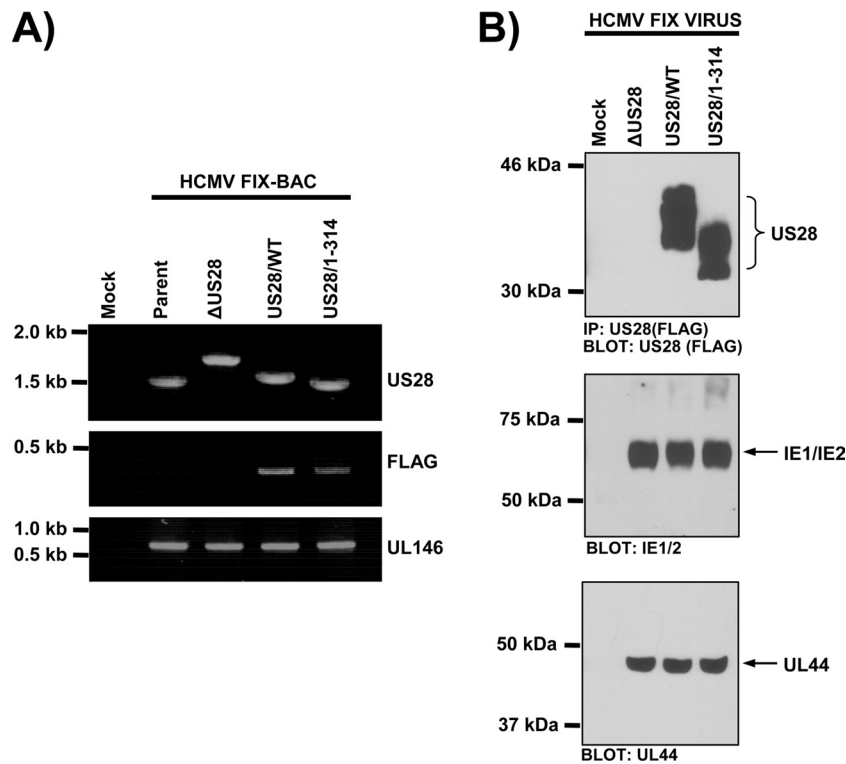 A)
HCMV FIX-BAC
Mock
Parent
ΔUS28
US28/WT
US28/1-314
2.0 kb
1.5 kb
US28
0.5 kb
FLAG
1.0 kb
0.5 kb
UL146
B)
HCMV FIX VIRUS
Mock
ΔUS28
US28/WT
US28/1-314
46 kDa
30 kDa
US28
IP: US28(FLAG)
BLOT: US28 (FLAG)
75 kDa
50 kDa
IE1/IE2
BLOT: IE1/2
50 kDa
37 kDa
UL44
BLOT: UL44